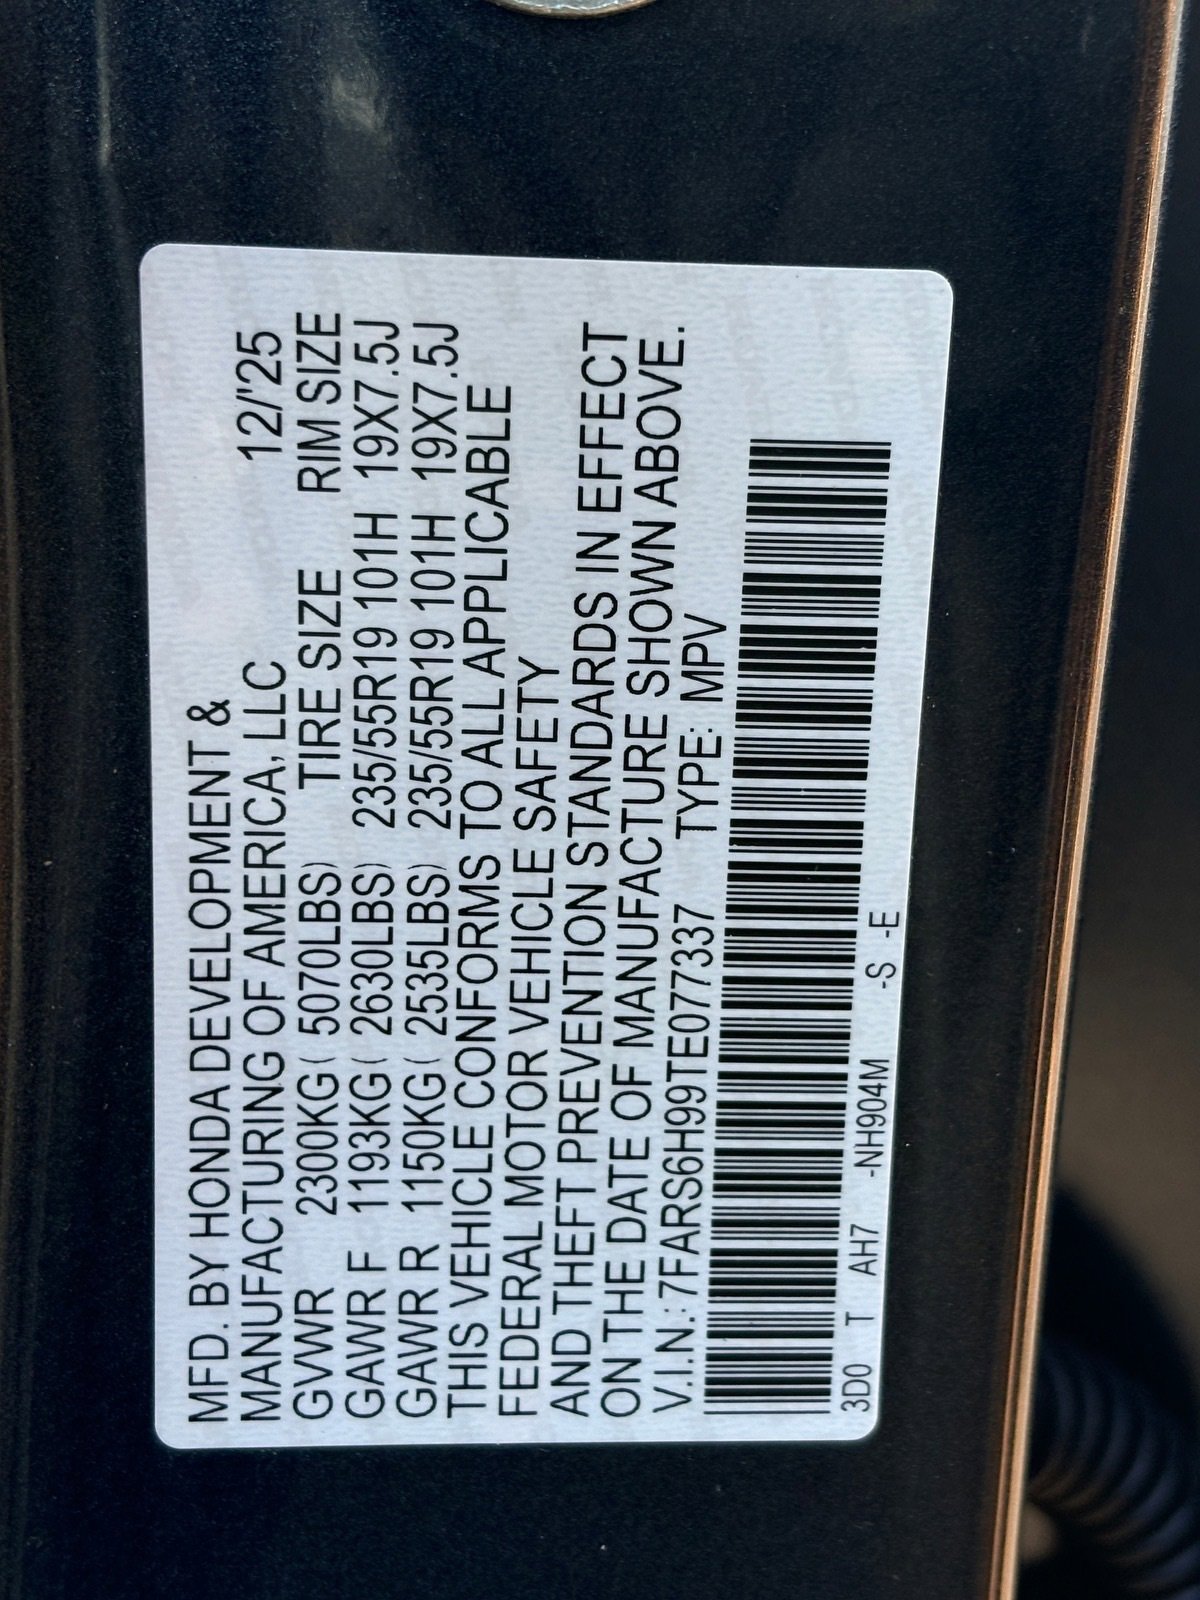 MFD. BY HONDA DEVELOPMENT &
MANUFACTURING OF AMERICA, LLC 12/'25
GVWR 2300KG ( 5070LBS) TIRE SIZE RIM SIZE
GAWR F 1193KG ( 2630LBS) 235/55R19 101H 19X7.5J
GAWR R 1150KG ( 2535LBS) 235/55R19 101H 19X7.5J
THIS VEHICLE CONFORMS TO ALL APPLICABLE
FEDERAL MOTOR VEHICLE SAFETY
AND THEFT PREVENTION STANDARDS IN EFFECT
ON THE DATE OF MANUFACTURE SHOWN ABOVE.
V.I.N.: 7FARS6H99TE077337 TYPE: MPV
3D0 T AH7 -NH904M -S -E